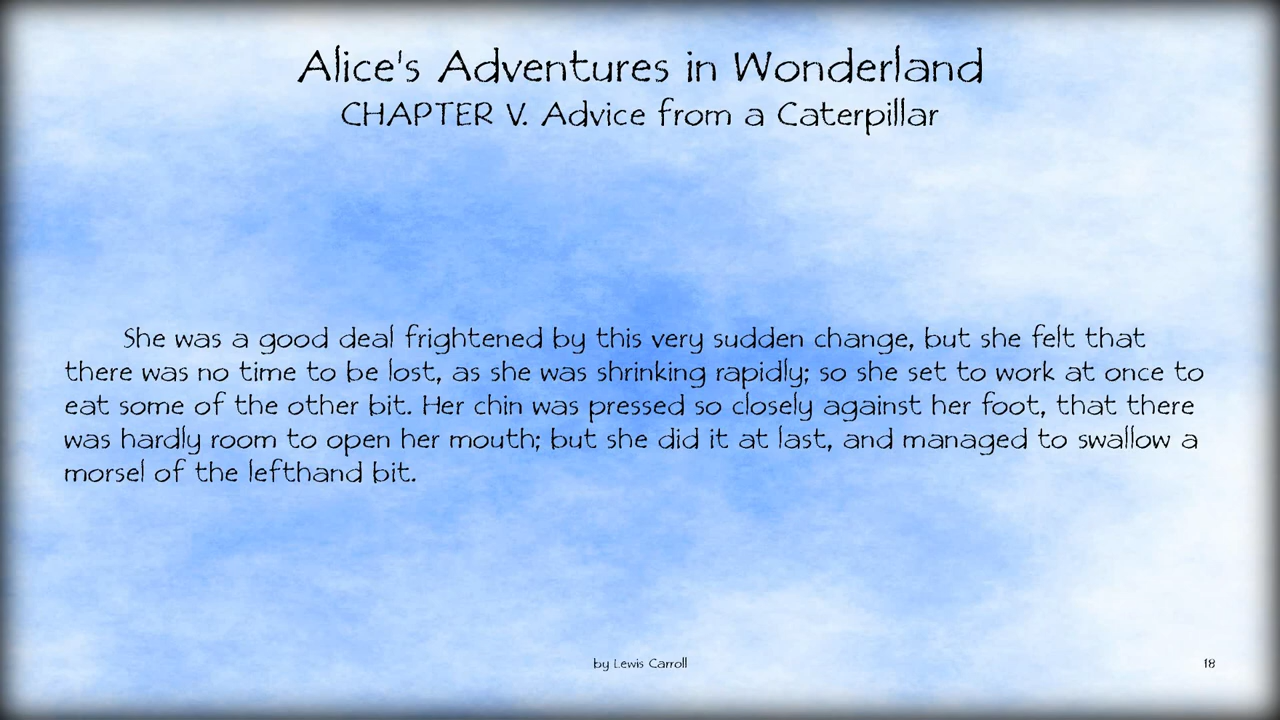 Alice's Adventures in Wonderland
CHAPTER V. Advice from a Caterpillar
She was a good deal frightened by this very sudden change, but she felt that
there was no time to be lost, as she was shrinking rapidly; so she set to work at once to
eat some of the other bit. Her chin was pressed so closely against her foot, that there
was hardly room to open her mouth; but she did it at last, and managed to swallow a
morsel of the lefthand bit.
by Lewis Carroll
18